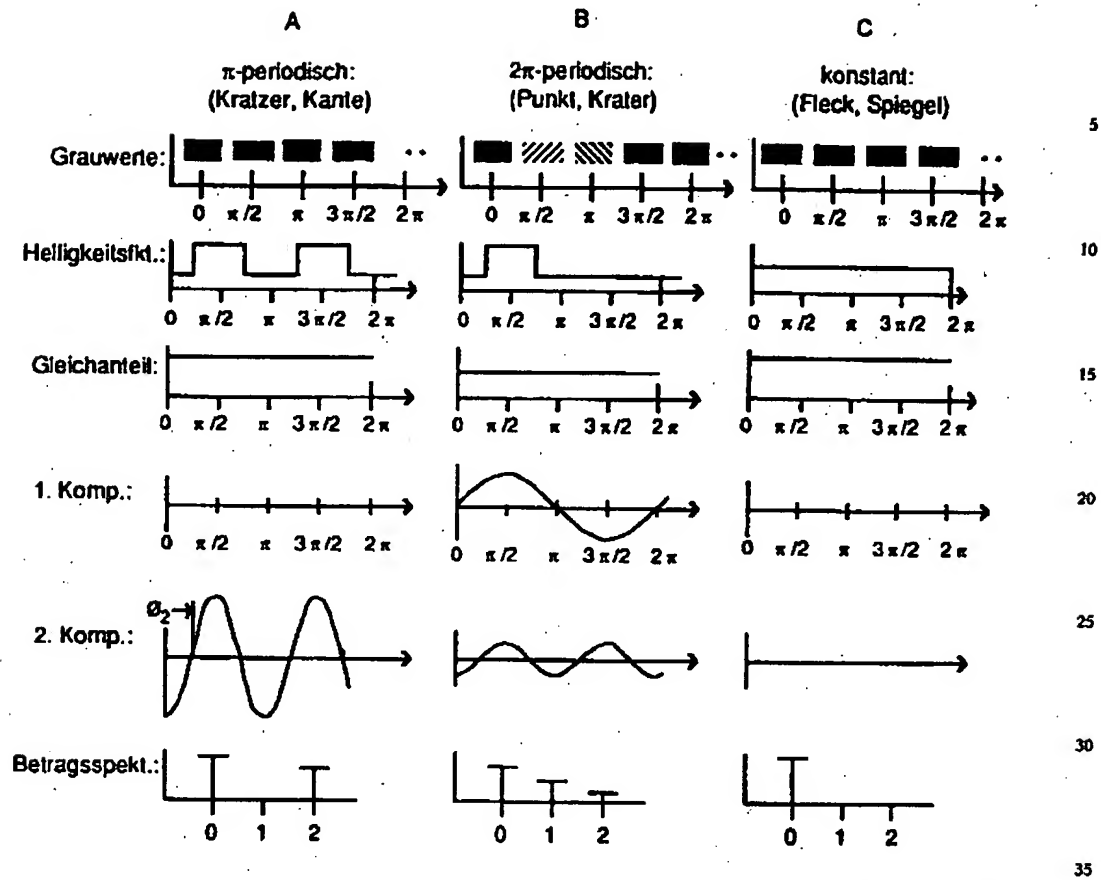 A B C
π-periodisch: 2π-periodisch: konstant:
(Kratzer, Kante) (Punkt, Krater) (Fleck, Spiegel)
5
Grauwerte:
0 π/2 π 3π/2 2π 0 π/2 π 3π/2 2π 0 π/2 π 3π/2 2π
Helligkeitsfkt.: 10
0 π/2 π 3π/2 2π 0 π/2 π 3π/2 2π 0 π/2 π 3π/2 2π
Gleichanteil: 15
0 π/2 π 3π/2 2π 0 π/2 π 3π/2 2π 0 π/2 π 3π/2 2π
1. Komp.: 20
0 π/2 π 3π/2 2π 0 π/2 π 3π/2 2π 0 π/2 π 3π/2 2π
Ø2
25
2. Komp.:
30
Betragsspekt.:
0 1 2 0 1 2 0 1 2
35